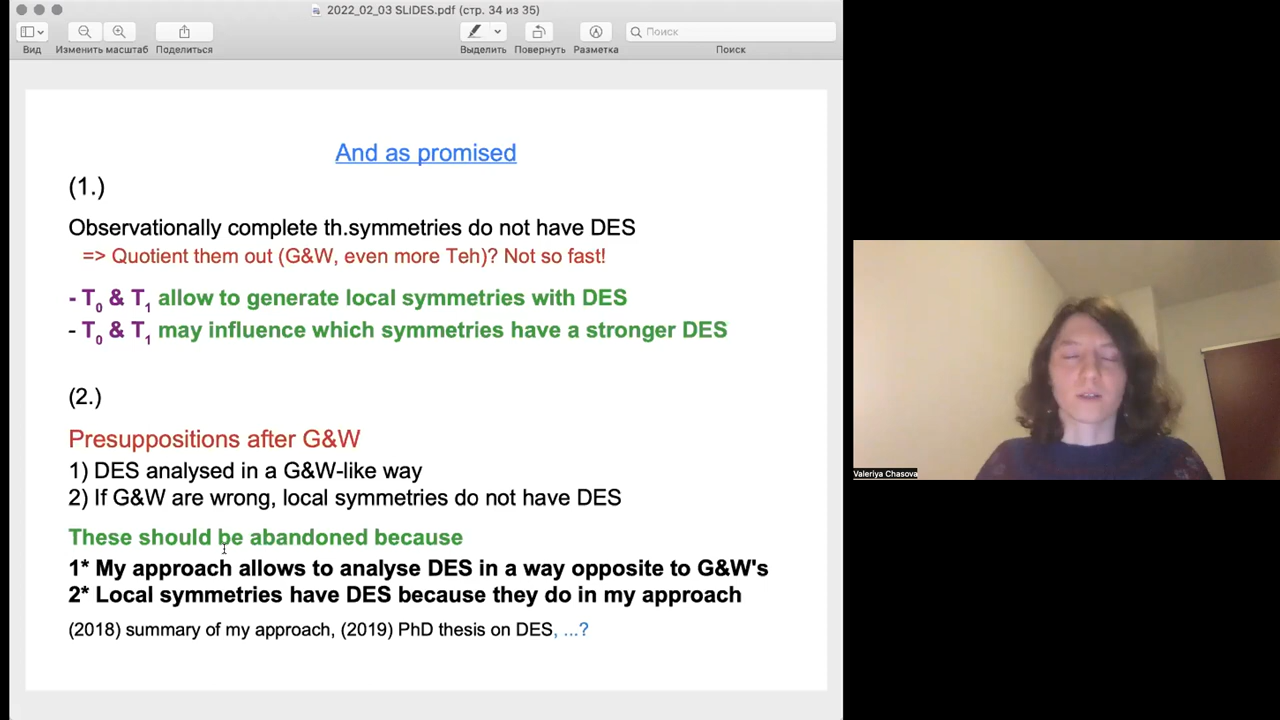 2022_02_03 SLIDES.pdf (стр. 34 из 35)
Вид
Изменить масштаб
Поделиться
Выделить
Повернуть
Разметка
Поиск
Поиск
And as promised
(1.)
Observationally complete th.symmetries do not have DES
=> Quotient them out (G&W, even more Teh)? Not so fast!
- T0 & T1 allow to generate local symmetries with DES
- T0 & T1 may influence which symmetries have a stronger DES
(2.)
Presuppositions after G&W
1) DES analysed in a G&W-like way
2) If G&W are wrong, local symmetries do not have DES
These should be abandoned because
1* My approach allows to analyse DES in a way opposite to G&W's
2* Local symmetries have DES because they do in my approach
(2018) summary of my approach, (2019) PhD thesis on DES, ...?
Valeriya Chasova